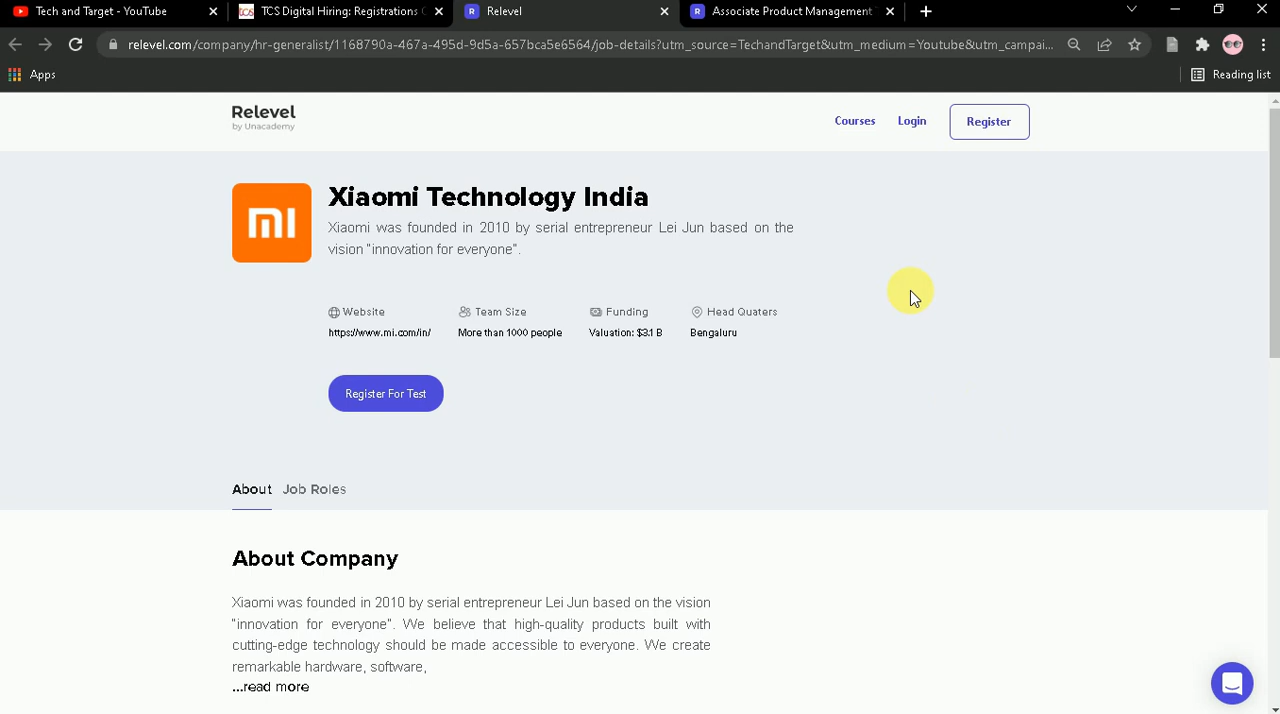 Tech and Target - YouTube
TCS Digital Hiring: Registrations
Relevel
Associate Product Management
relevel.com/company/hr-generalist/1168790a-467a-495d-9d5a-657bca5e6564/job-details?utm_source=TechandTarget&utm_medium=Youtube&utm_campai...
Apps
Reading list
Relevel
by Unacademy
Courses
Login
Register
mi
Xiaomi Technology India
Xiaomi was founded in 2010 by serial entrepreneur Lei Jun based on the
vision "innovation for everyone".
Website
Team Size
Funding
Head Quaters
https://www.mi.com/in/
More than 1000 people
Valuation: $3.1 B
Bengaluru
Register For Test
About
Job Roles
About Company
Xiaomi was founded in 2010 by serial entrepreneur Lei Jun based on the vision
"innovation for everyone". We believe that high-quality products built with
cutting-edge technology should be made accessible to everyone. We create
remarkable hardware, software,
...read more